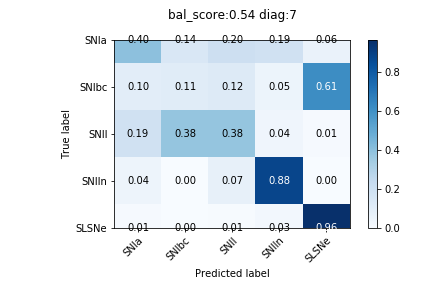 bal_score:0.54 diag:7
True label
SNIa 0.40 0.14 0.20 0.19 0.06
SNIbc 0.10 0.11 0.12 0.05 0.61
SNII 0.19 0.38 0.38 0.04 0.01
SNIIn 0.04 0.00 0.07 0.88 0.00
SLSNe 0.01 0.00 0.01 0.03 0.96
SNIa SNIbc SNII SNIIn SLSNe
Predicted label
0.8
0.6
0.4
0.2
0.0